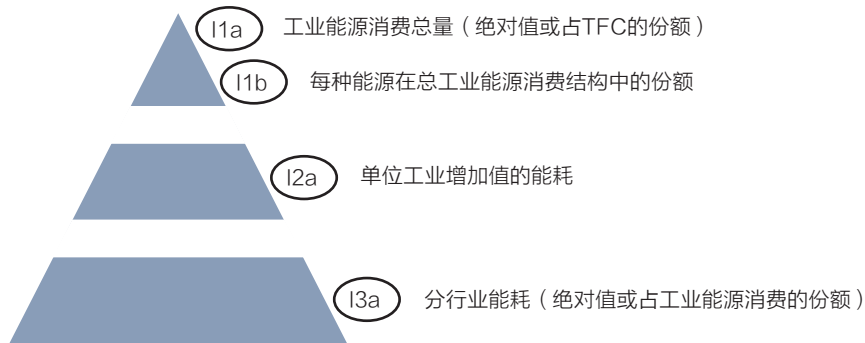 I1a 工业能源消费总量（绝对值或占TFC的份额）
I1b 每种能源在总工业能源消费结构中的份额
I2a 单位工业增加值的能耗
I3a 分行业能耗（绝对值或占工业能源消费的份额）